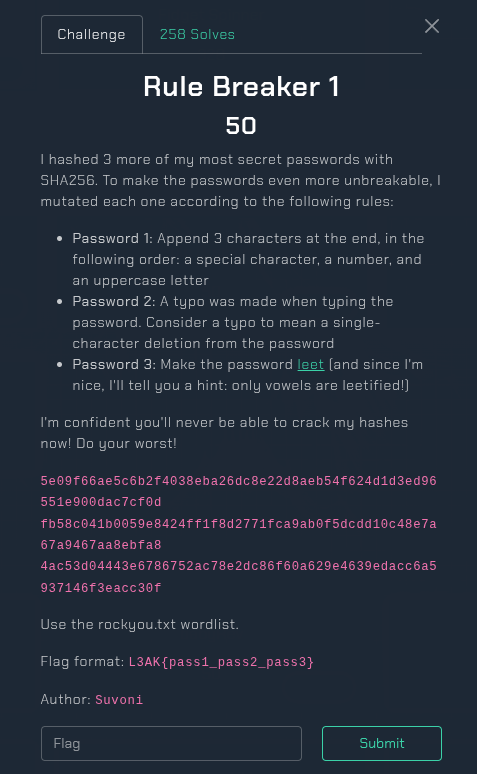 Challenge
258 Solves
Rule Breaker 1
50
I hashed 3 more of my most secret passwords with
SHA256. To make the passwords even more unbreakable, I
mutated each one according to the following rules:
• Password 1: Append 3 characters at the end, in the
following order: a special character, a number, and
an uppercase letter
• Password 2: A typo was made when typing the
password. Consider a typo to mean a single-
character deletion from the password
• Password 3: Make the password leet (and since I'm
nice, I'll tell you a hint: only vowels are leetified!)
I'm confident you'll never be able to crack my hashes
now! Do your worst!
5e09f66ae5c6b2f4038eba26dc8e22d8aeb54f624d1d3ed96
551e900dac7cf0d
fb58c041b0059e8424ff1f8d2771fca9ab0f5dcdd10c48e7a
67a9467aa8ebfa8
4ac53d04443e6786752ac78e2dc86f60a629e4639edacc6a5
937146f3eacc30f
Use the rockyou.txt wordlist.
Flag format: L3AK{pass1_pass2_pass3}
Author: Suvoni
Flag
Submit